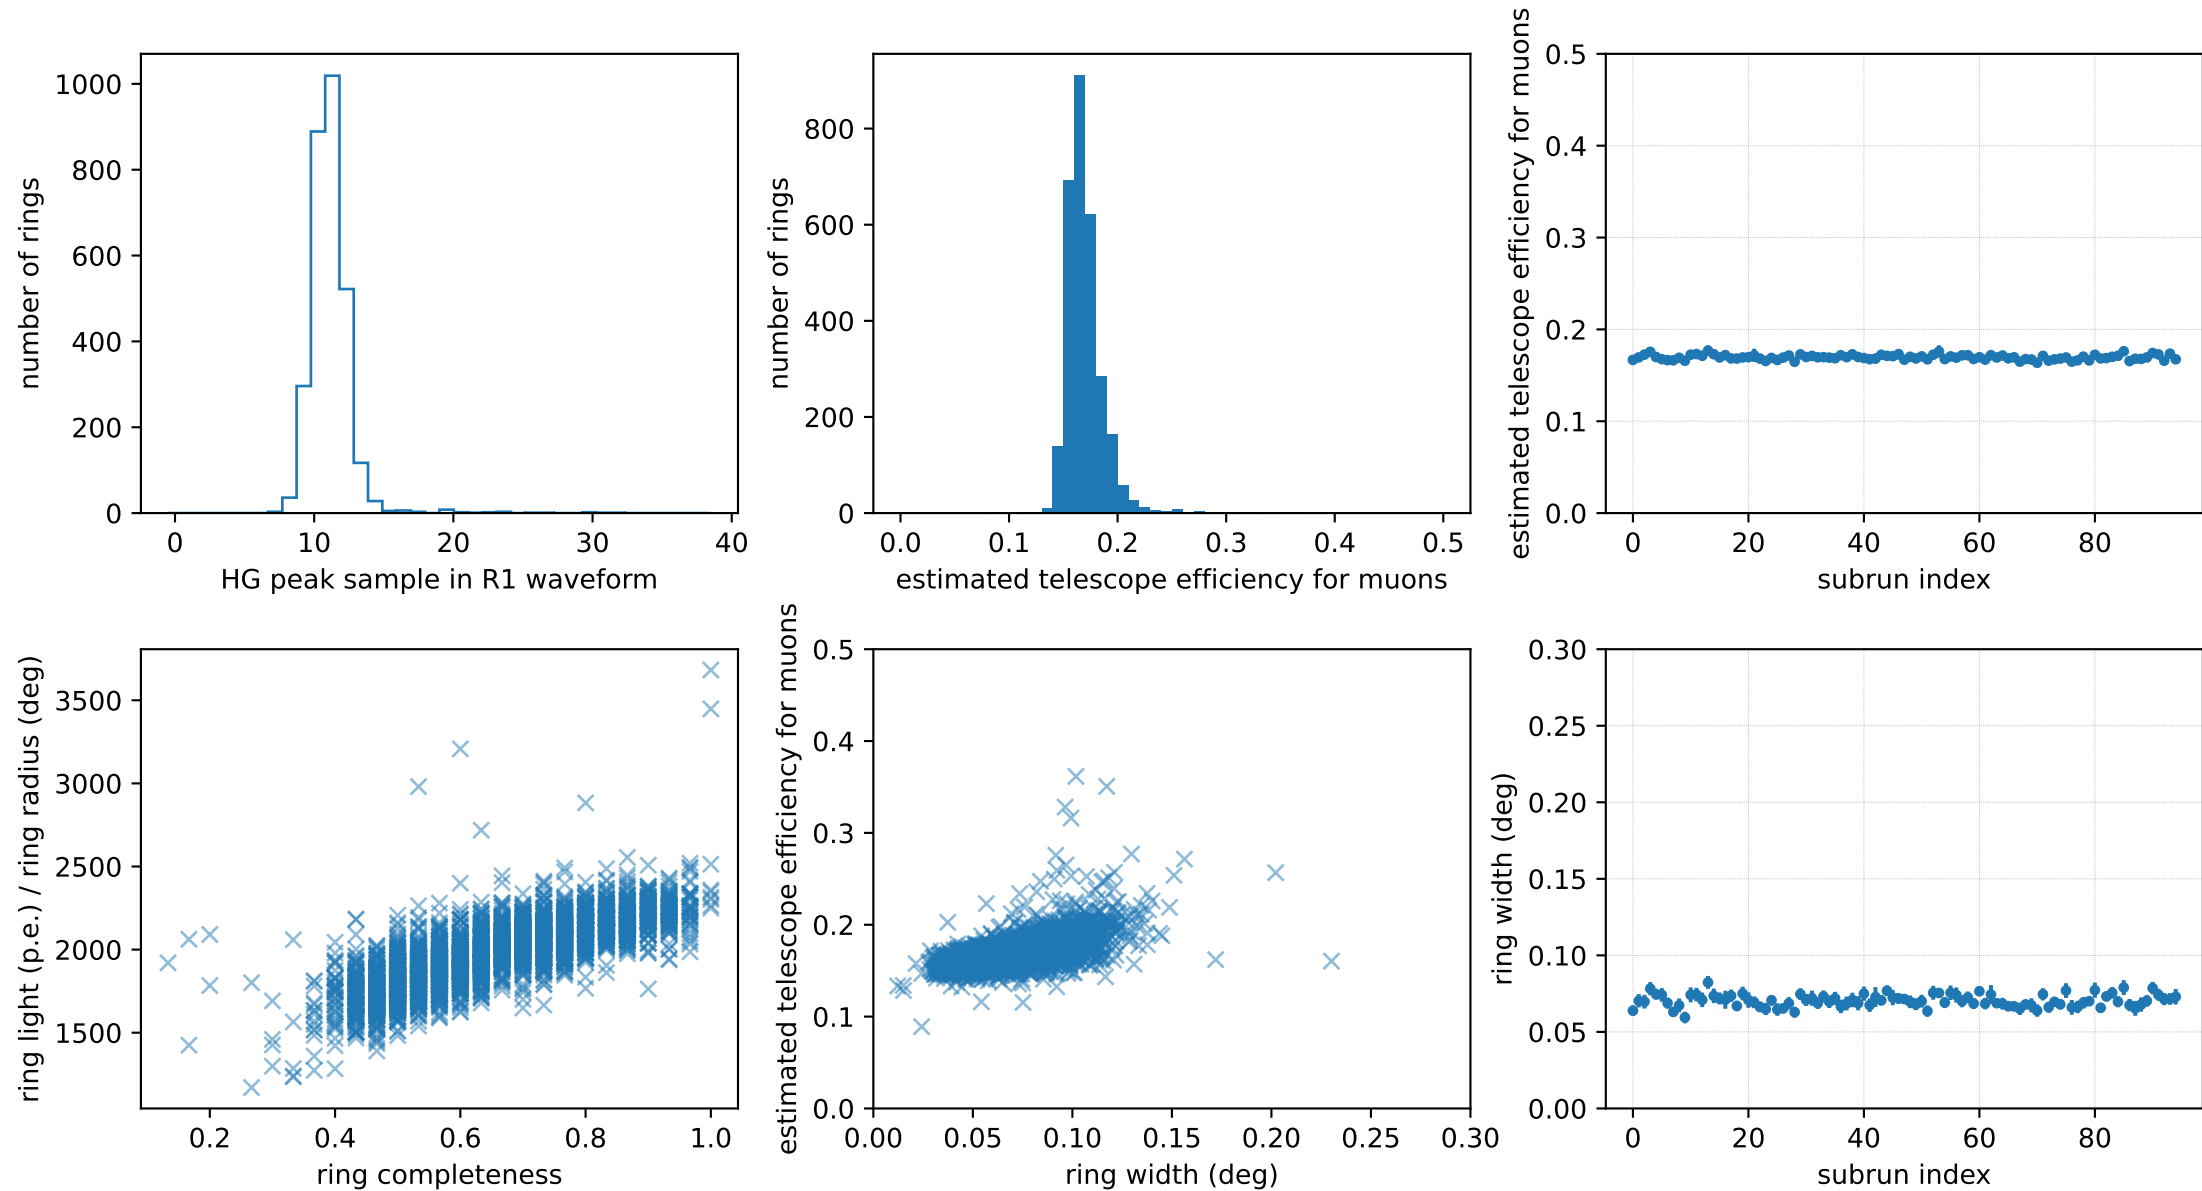 number of rings
1000
800
600
400
200
0
0 10 20 30 40
HG peak sample in R1 waveform
number of rings
800
600
400
200
0
0.0 0.1 0.2 0.3 0.4 0.5
estimated telescope efficiency for muons
estimated telescope efficiency for muons
0.5
0.4
0.3
0.2
0.1
0.0
0 20 40 60 80
subrun index
ring light (p.e.) / ring radius (deg)
3500
3000
2500
2000
1500
0.2 0.4 0.6 0.8 1.0
ring completeness
estimated telescope efficiency for muons
0.5
0.4
0.3
0.2
0.1
0.0
0.00 0.05 0.10 0.15 0.20 0.25 0.30
ring width (deg)
ring width (deg)
0.30
0.25
0.20
0.15
0.10
0.05
0.00
0 20 40 60 80
subrun index